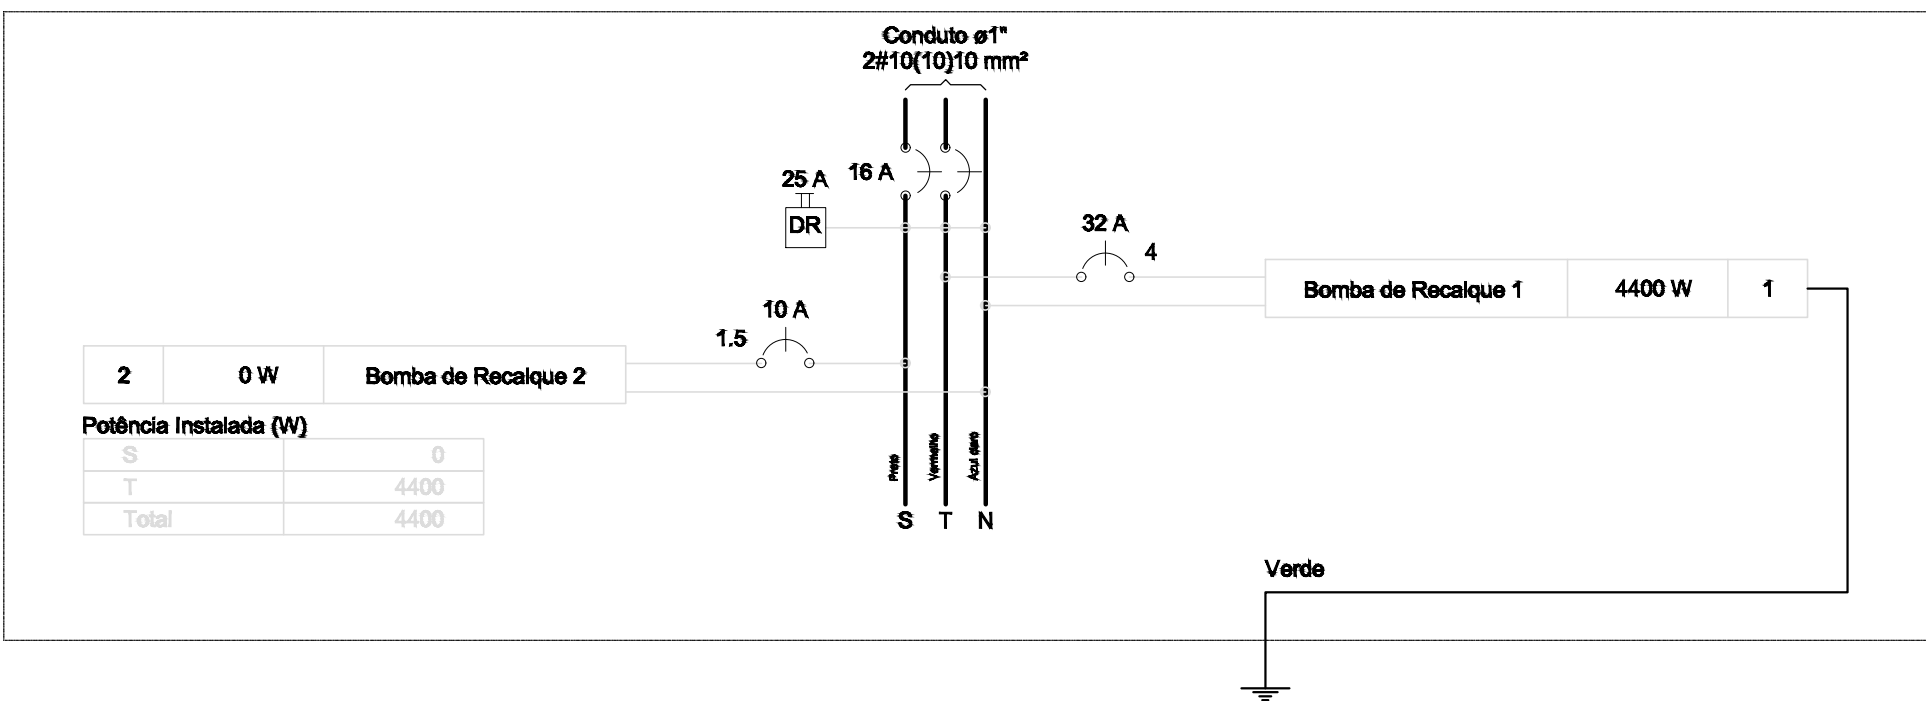 Conduto ø1"
2#10(10)10 mm²
16 A
25 A
DR
32 A
4
Bomba de Recalque 1 4400 W 1
10 A
1.5
2 0 W Bomba de Recalque 2
Potência Instalada (W)
S 0
T 4400
Total 4400
Preto
Vermelho
Azul claro
S T N
Verde